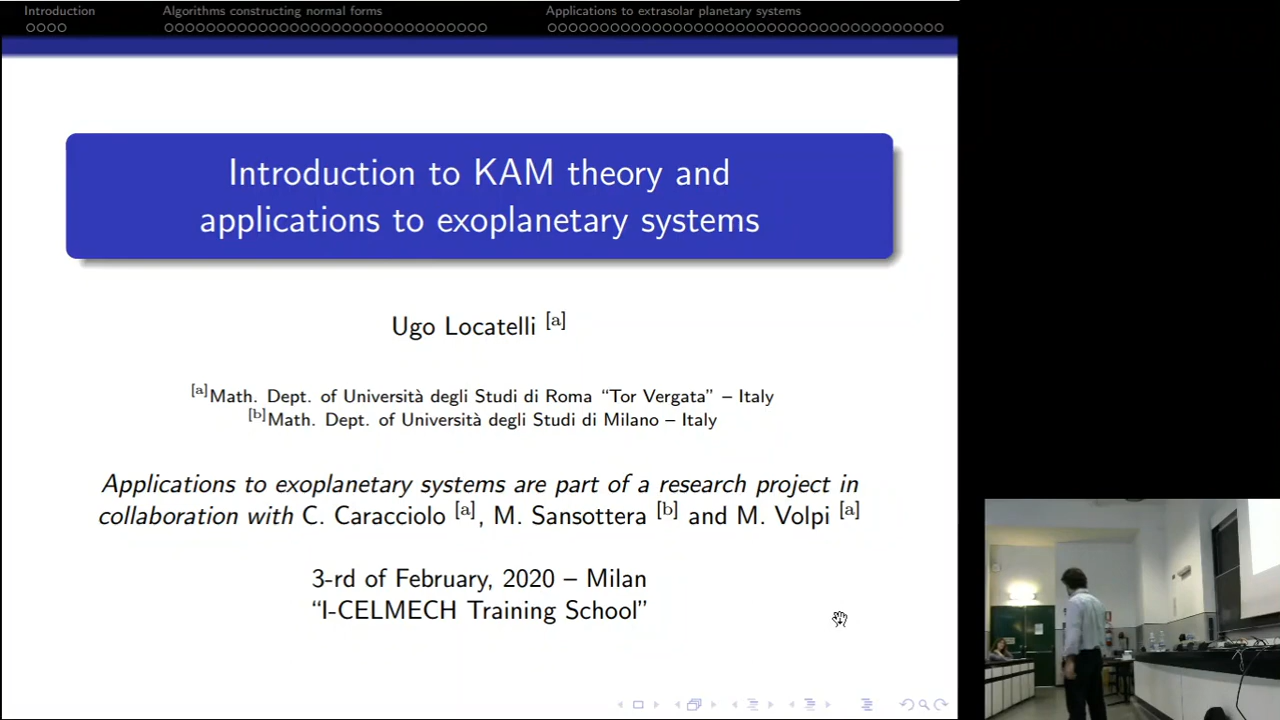 Introduction
Algorithms constructing normal forms
Applications to extrasolar planetary systems
Introduction to KAM theory and
applications to exoplanetary systems
Ugo Locatelli [a]
[a]Math. Dept. of Università degli Studi di Roma “Tor Vergata” – Italy
[b]Math. Dept. of Università degli Studi di Milano – Italy
Applications to exoplanetary systems are part of a research project in
collaboration with C. Caracciolo [a], M. Sansottera [b] and M. Volpi [a]
3-rd of February, 2020 – Milan
“I-CELMECH Training School”